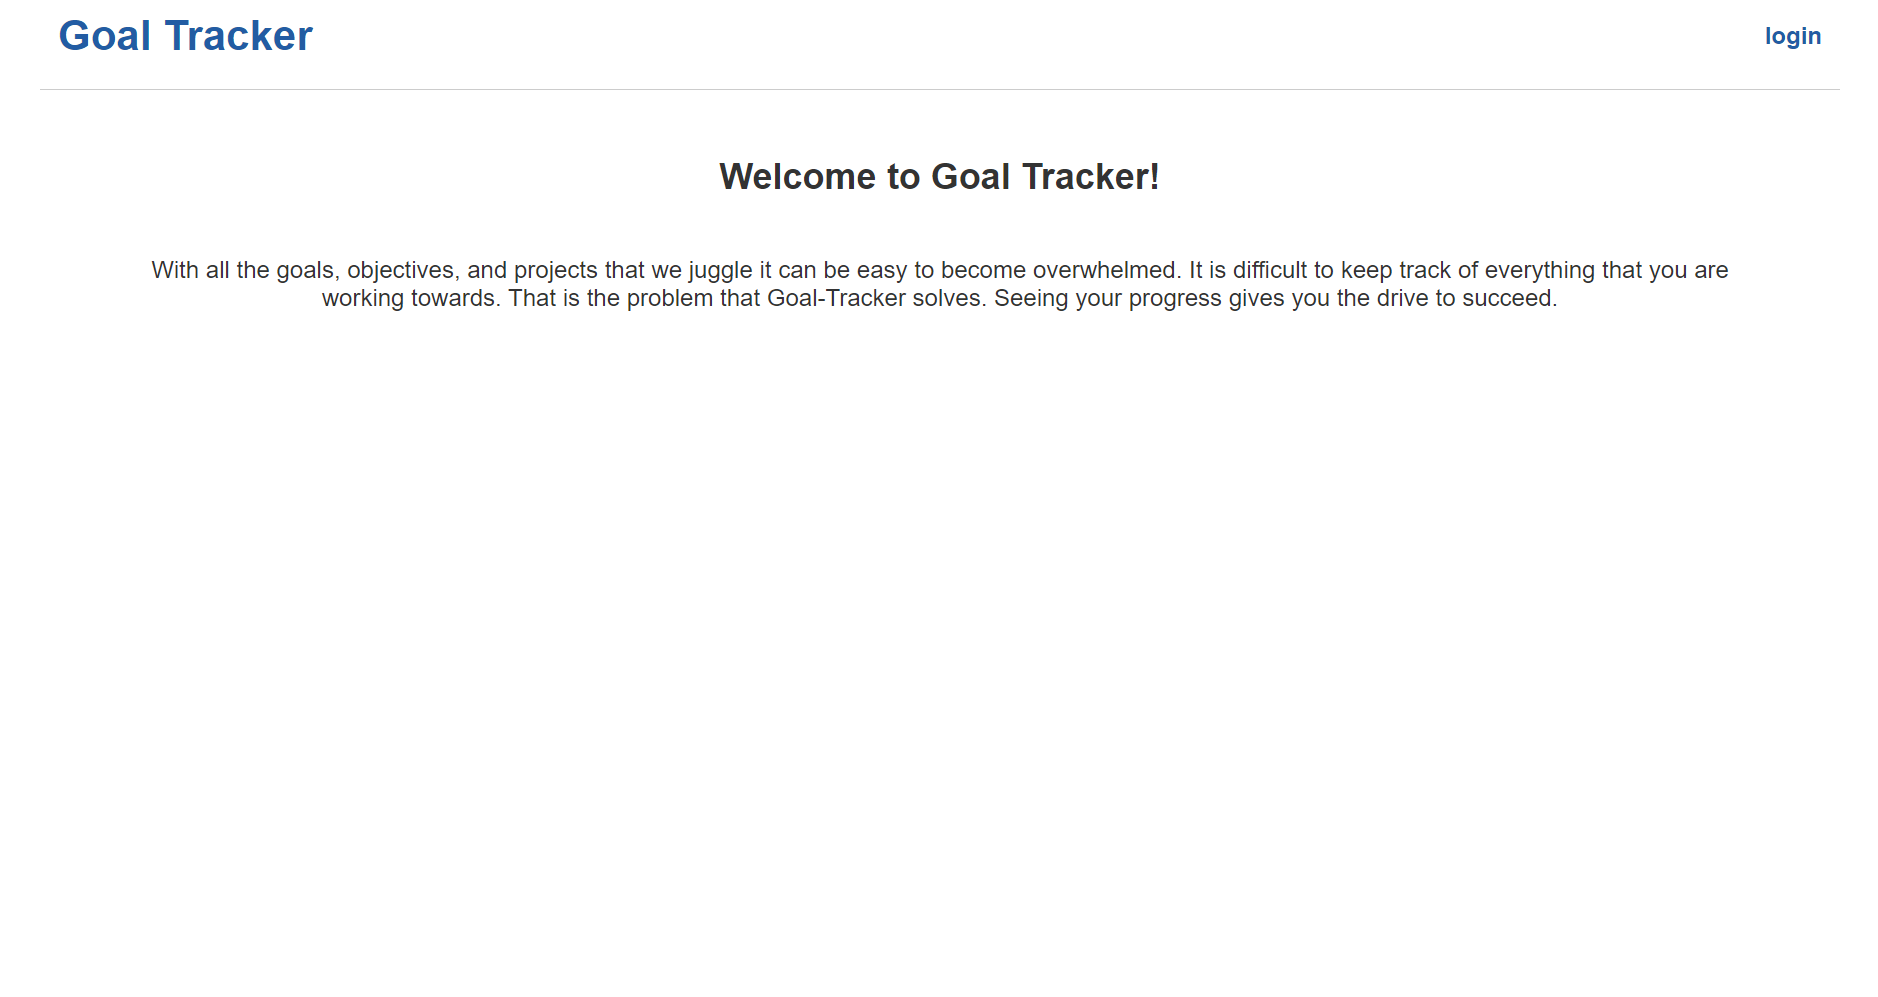 Goal Tracker
login
Welcome to Goal Tracker!
With all the goals, objectives, and projects that we juggle it can be easy to become overwhelmed. It is difficult to keep track of everything that you are
working towards. That is the problem that Goal-Tracker solves. Seeing your progress gives you the drive to succeed.